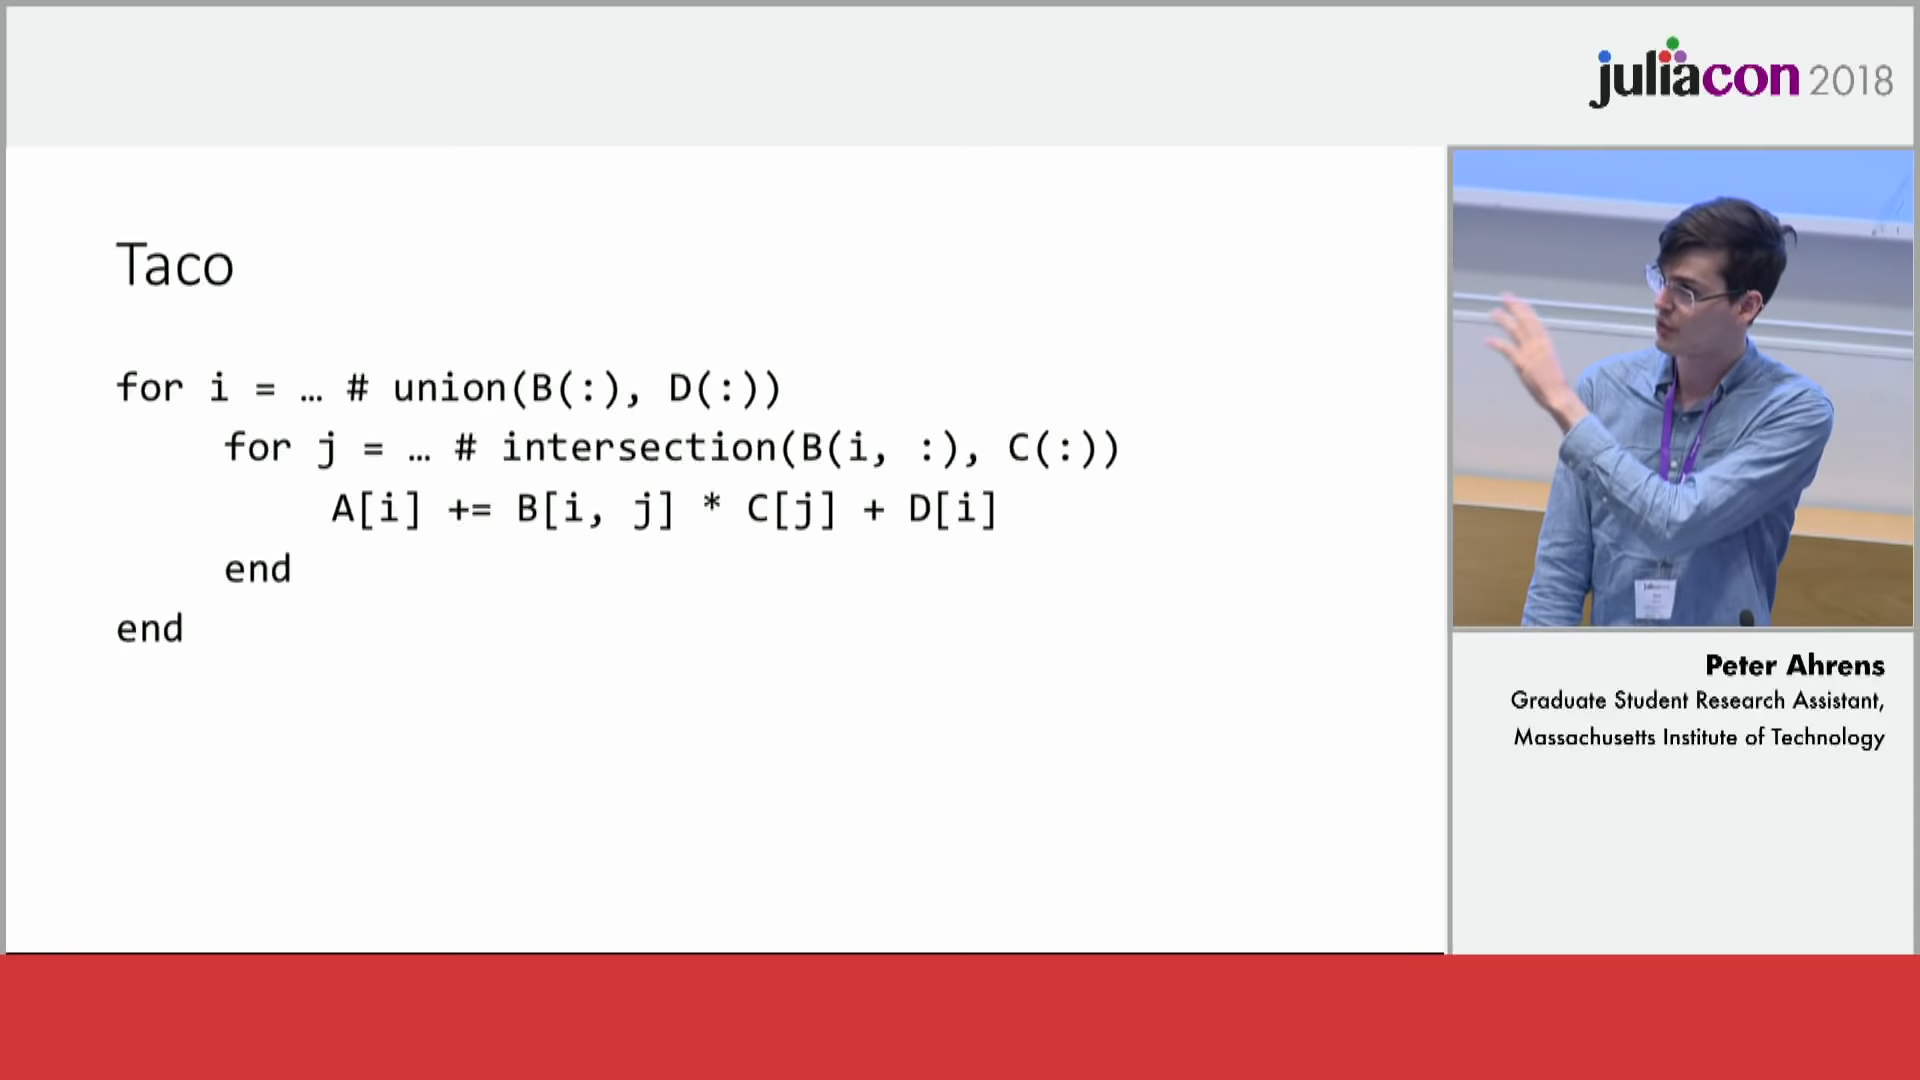 juliacon 2018
Taco
for i = … # union(B(:), D(:))
for j = … # intersection(B(i, :), C(:))
A[i] += B[i, j] * C[j] + D[i]
end
end
Peter Ahrens
Graduate Student Research Assistant,
Massachusetts Institute of Technology